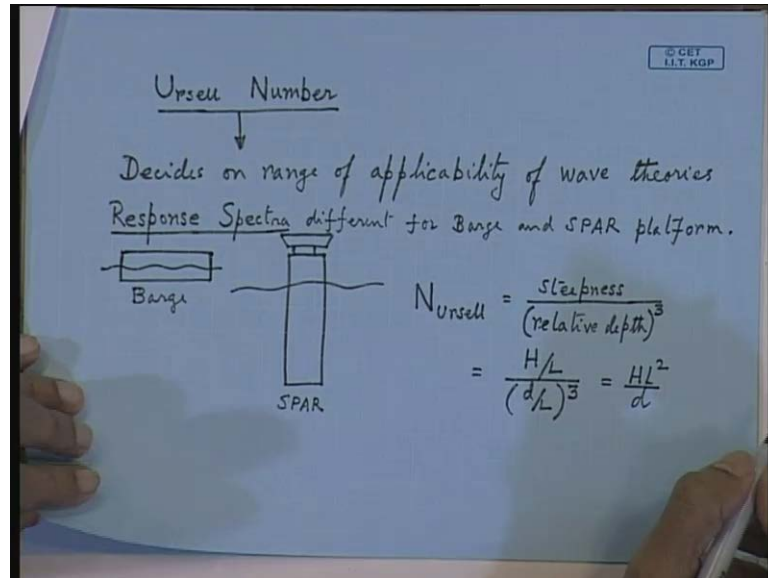 © CET
I.I.T. KGP
Ursell Number
Decides on range of applicability of wave theories
Response Spectra different for Barge and SPAR platform.
Barge
SPAR
N_Ursell = steepness / (relative depth)^3
= H/L / (d/L)^3 = HL^2 / d